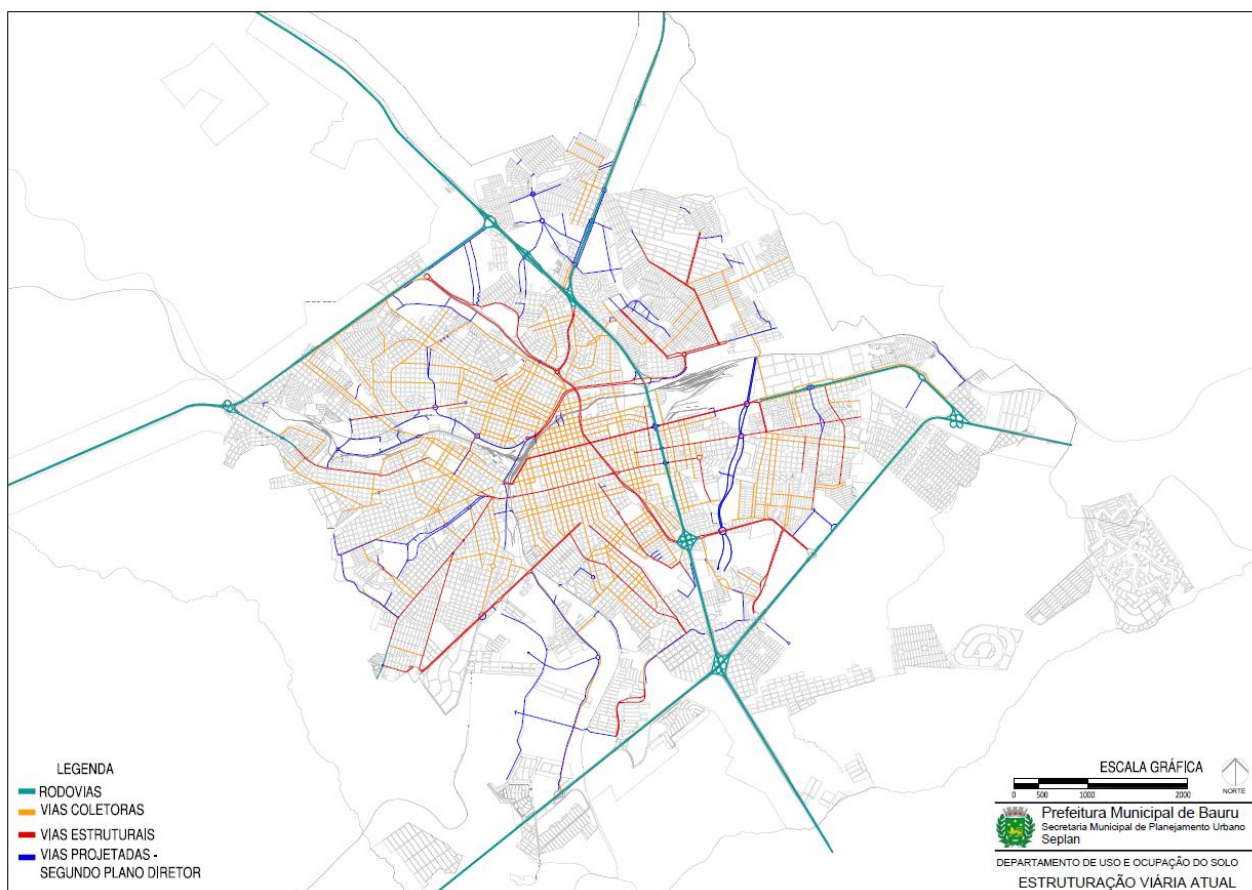 LEGENDA
RODOVIAS
VIAS COLETORAS
VIAS ESTRUTURAIS
VIAS PROJETADAS -
SEGUNDO PLANO DIRETOR
ESCALA GRÁFICA
0 500 1000 2000
NORTE
Prefeitura Municipal de Bauru
Secretaria Municipal de Planejamento Urbano
Seplan
DEPARTAMENTO DE USO E OCUPAÇÃO DO SOLO
ESTRUTURAÇÃO VIÁRIA ATUAL